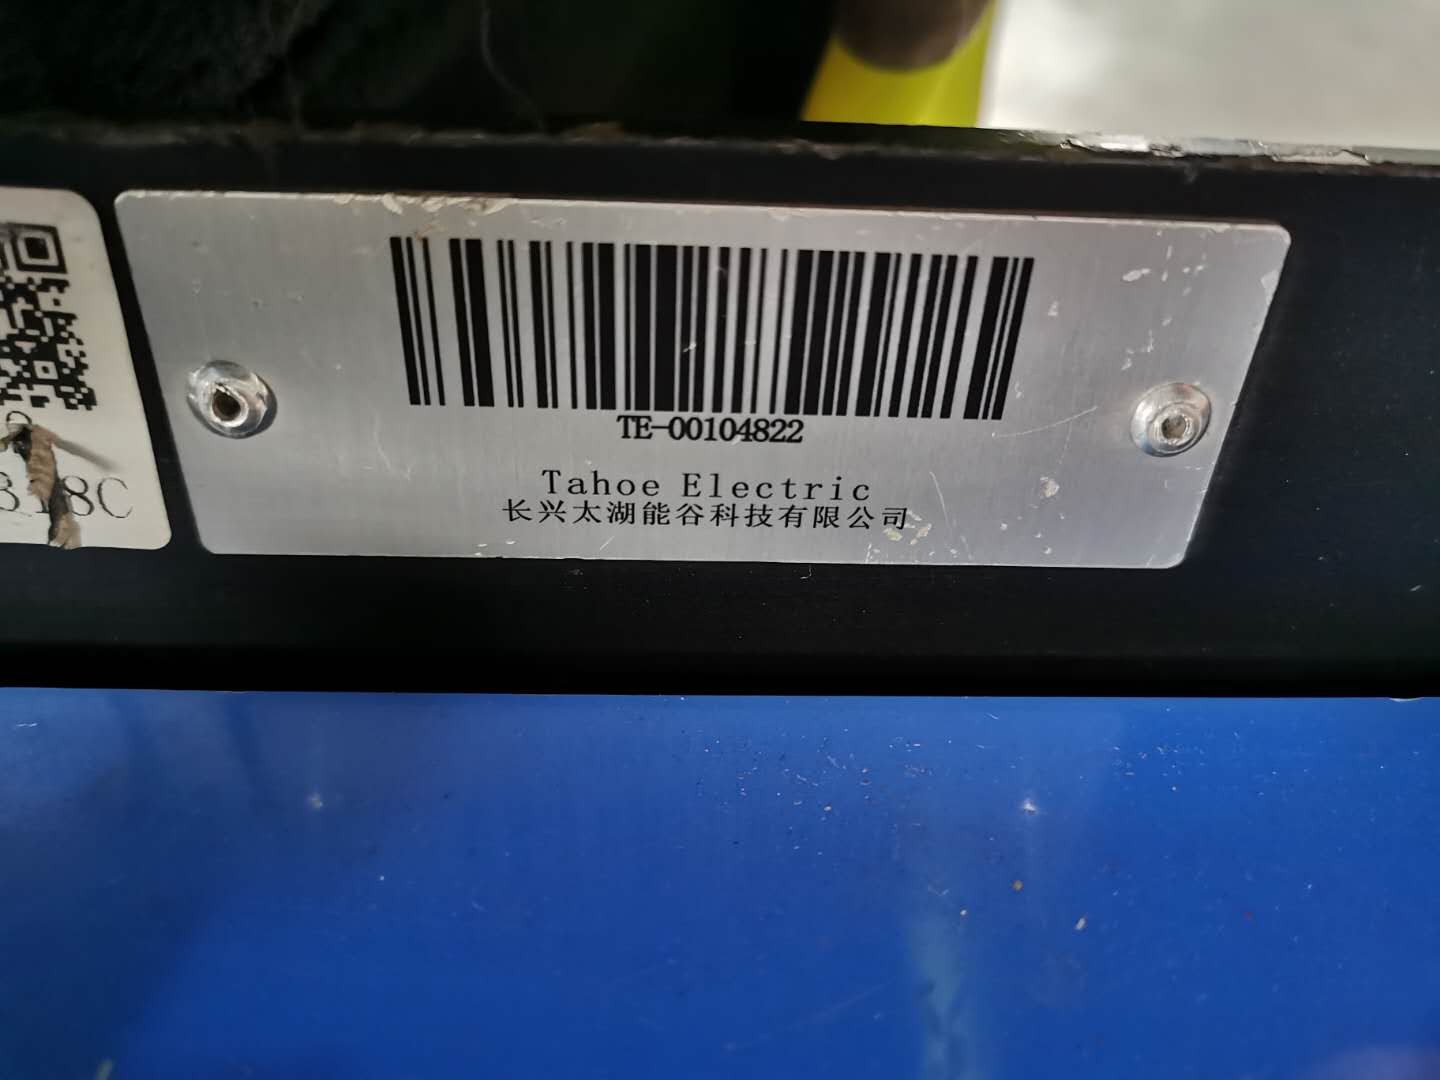 TE-00104822
Tahoe Electric
长兴太湖能谷科技有限公司